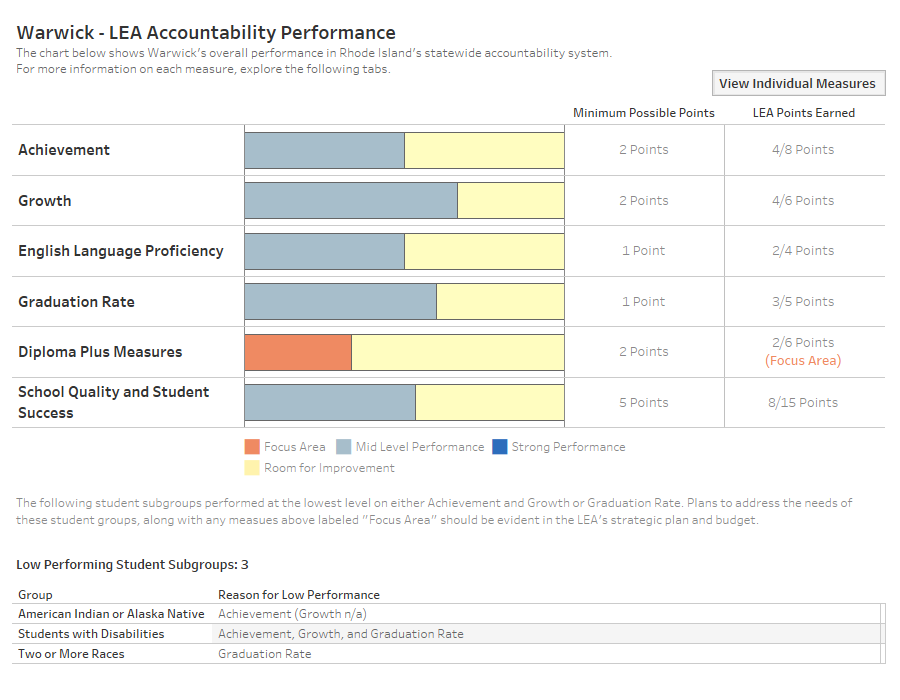 Warwick - LEA Accountability Performance
The chart below shows Warwick's overall performance in Rhode Island's statewide accountability system.
For more information on each measure, explore the following tabs.
View Individual Measures
Minimum Possible Points LEA Points Earned
Achievement 2 Points 4/8 Points
Growth 2 Points 4/6 Points
English Language Proficiency 1 Point 2/4 Points
Graduation Rate 1 Point 3/5 Points
Diploma Plus Measures 2 Points 2/6 Points
(Focus Area)
School Quality and Student
Success 5 Points 8/15 Points
Focus Area Mid Level Performance Strong Performance
Room for Improvement
The following student subgroups performed at the lowest level on either Achievement and Growth or Graduation Rate. Plans to address the needs of
these student groups, along with any measues above labeled "Focus Area" should be evident in the LEA's strategic plan and budget.
Low Performing Student Subgroups: 3
Group Reason for Low Performance
American Indian or Alaska Native Achievement (Growth n/a)
Students with Disabilities Achievement, Growth, and Graduation Rate
Two or More Races Graduation Rate